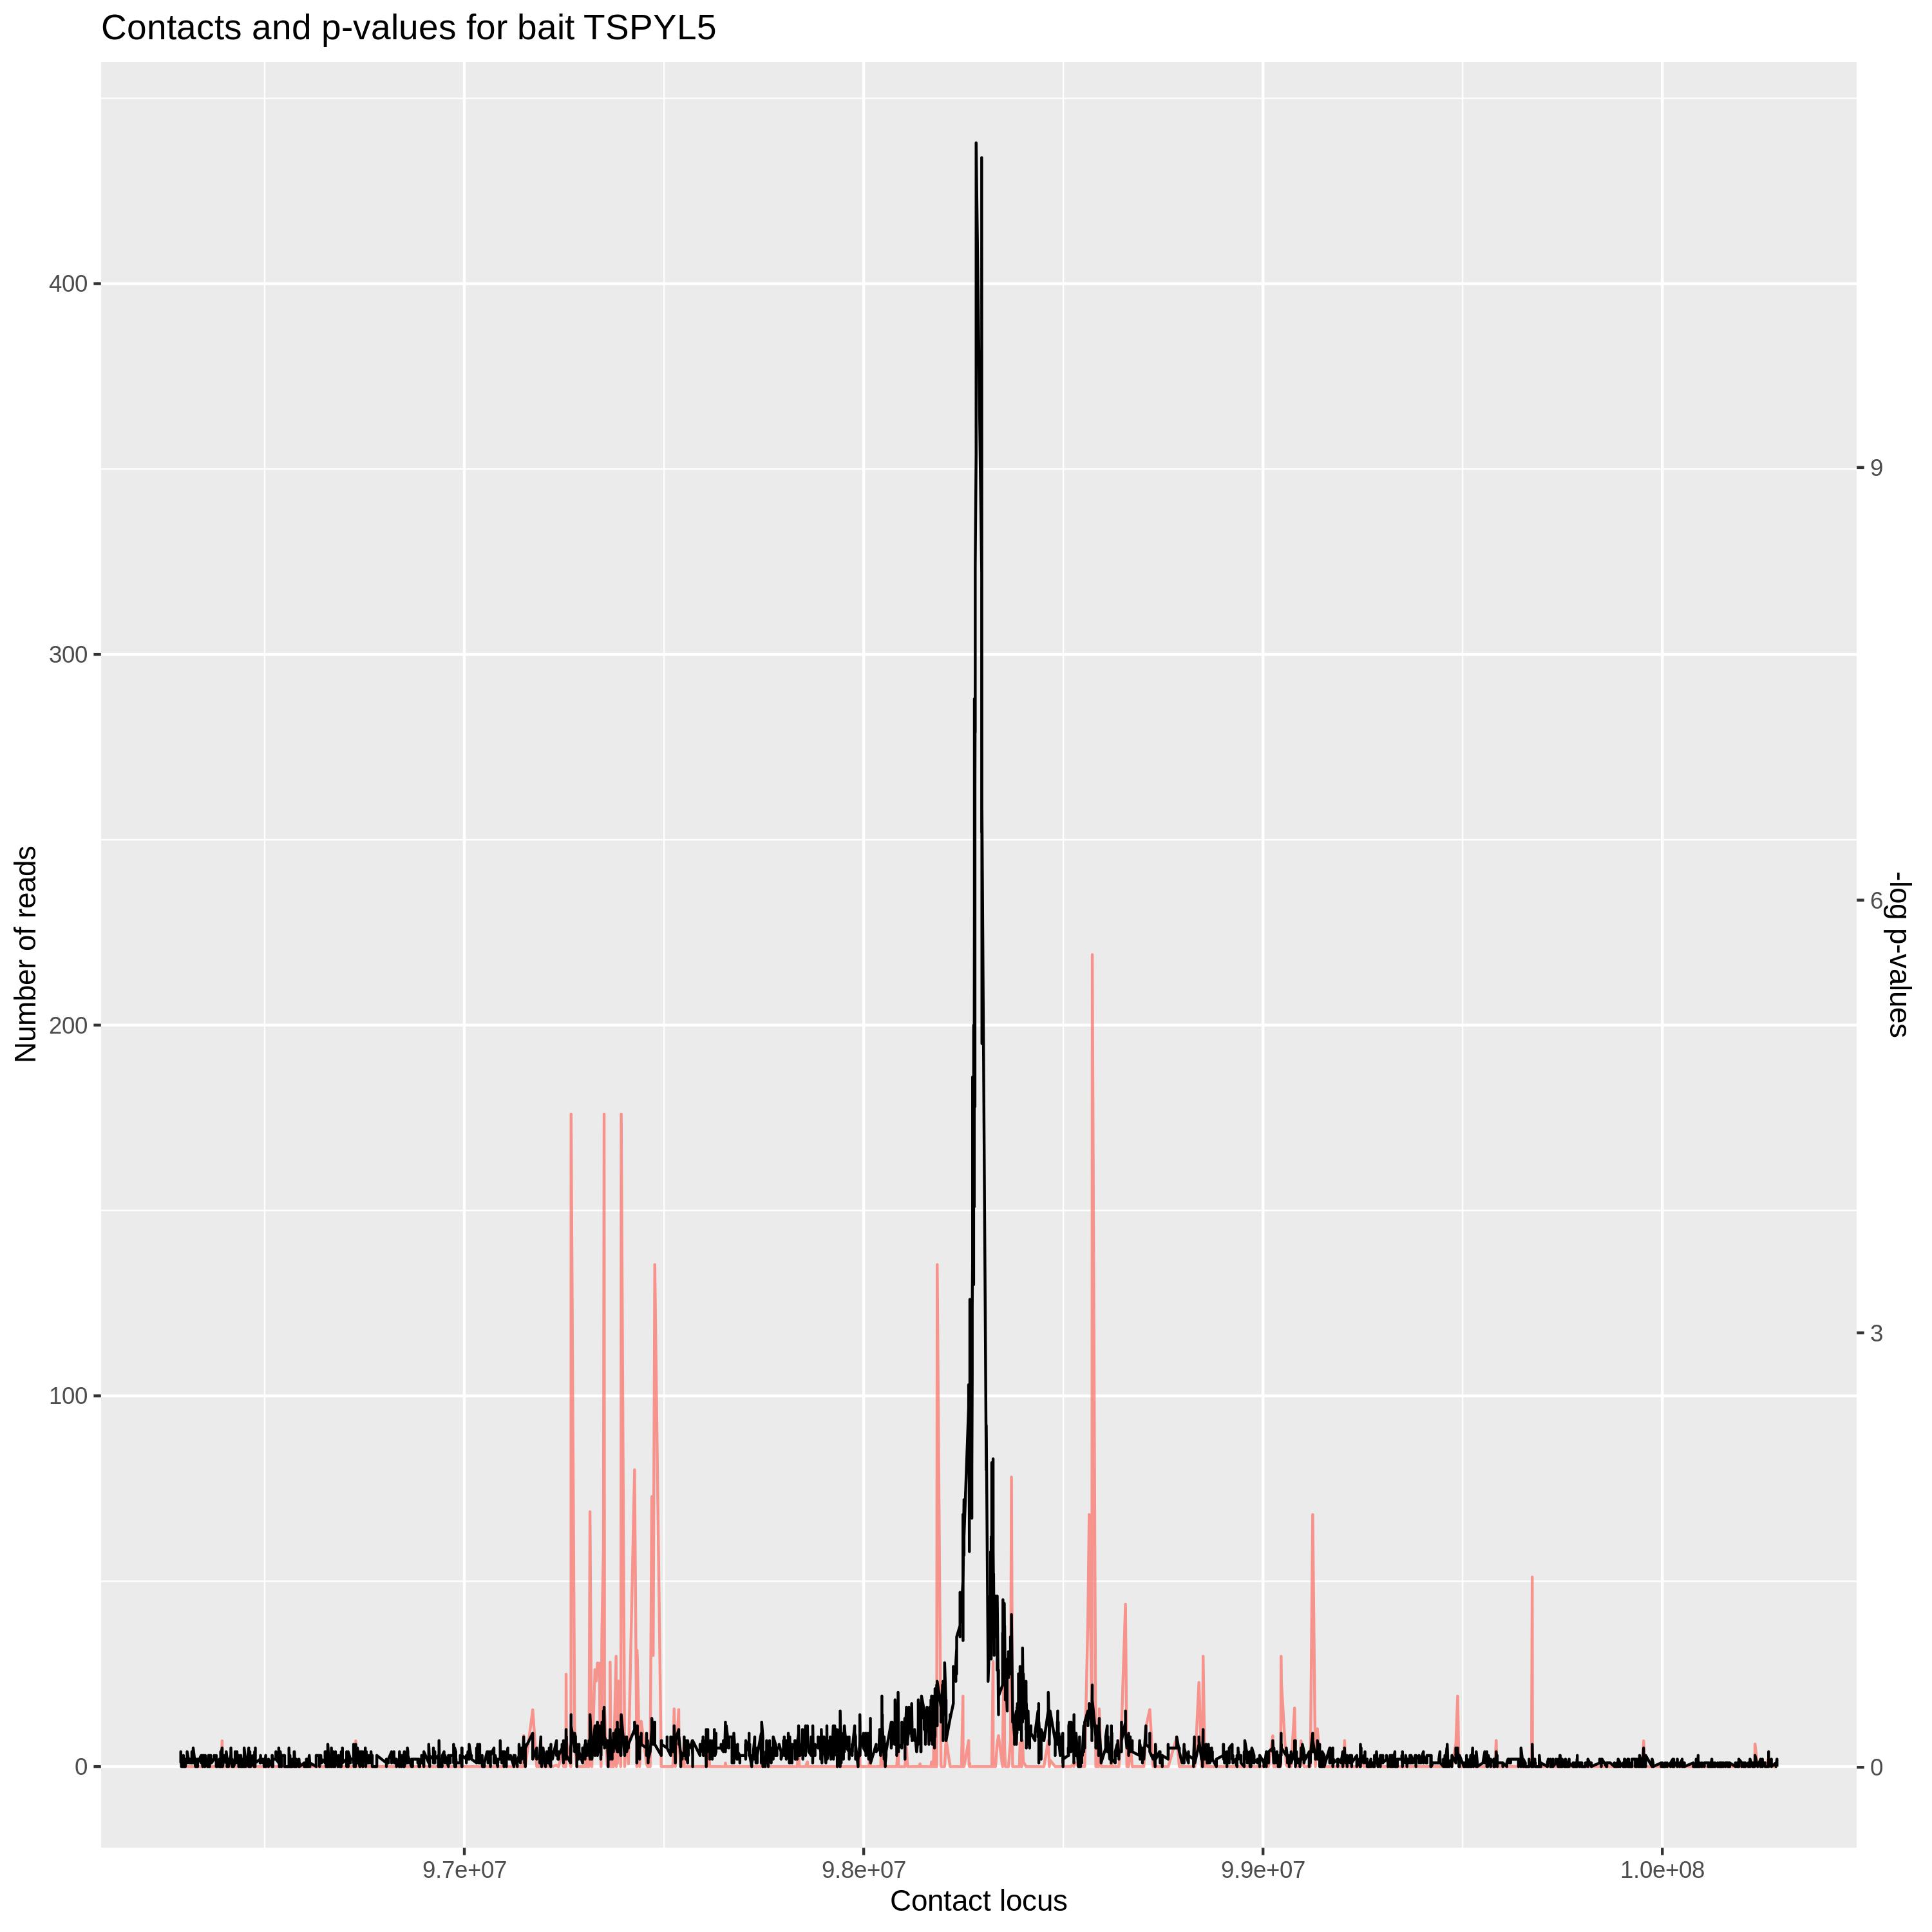 Contacts and p-values for bait TSPYL5
400
300
200
100
0
Number of reads
9
6
3
0
-log p-values
9.7e+07
9.8e+07
9.9e+07
1.0e+08
Contact locus